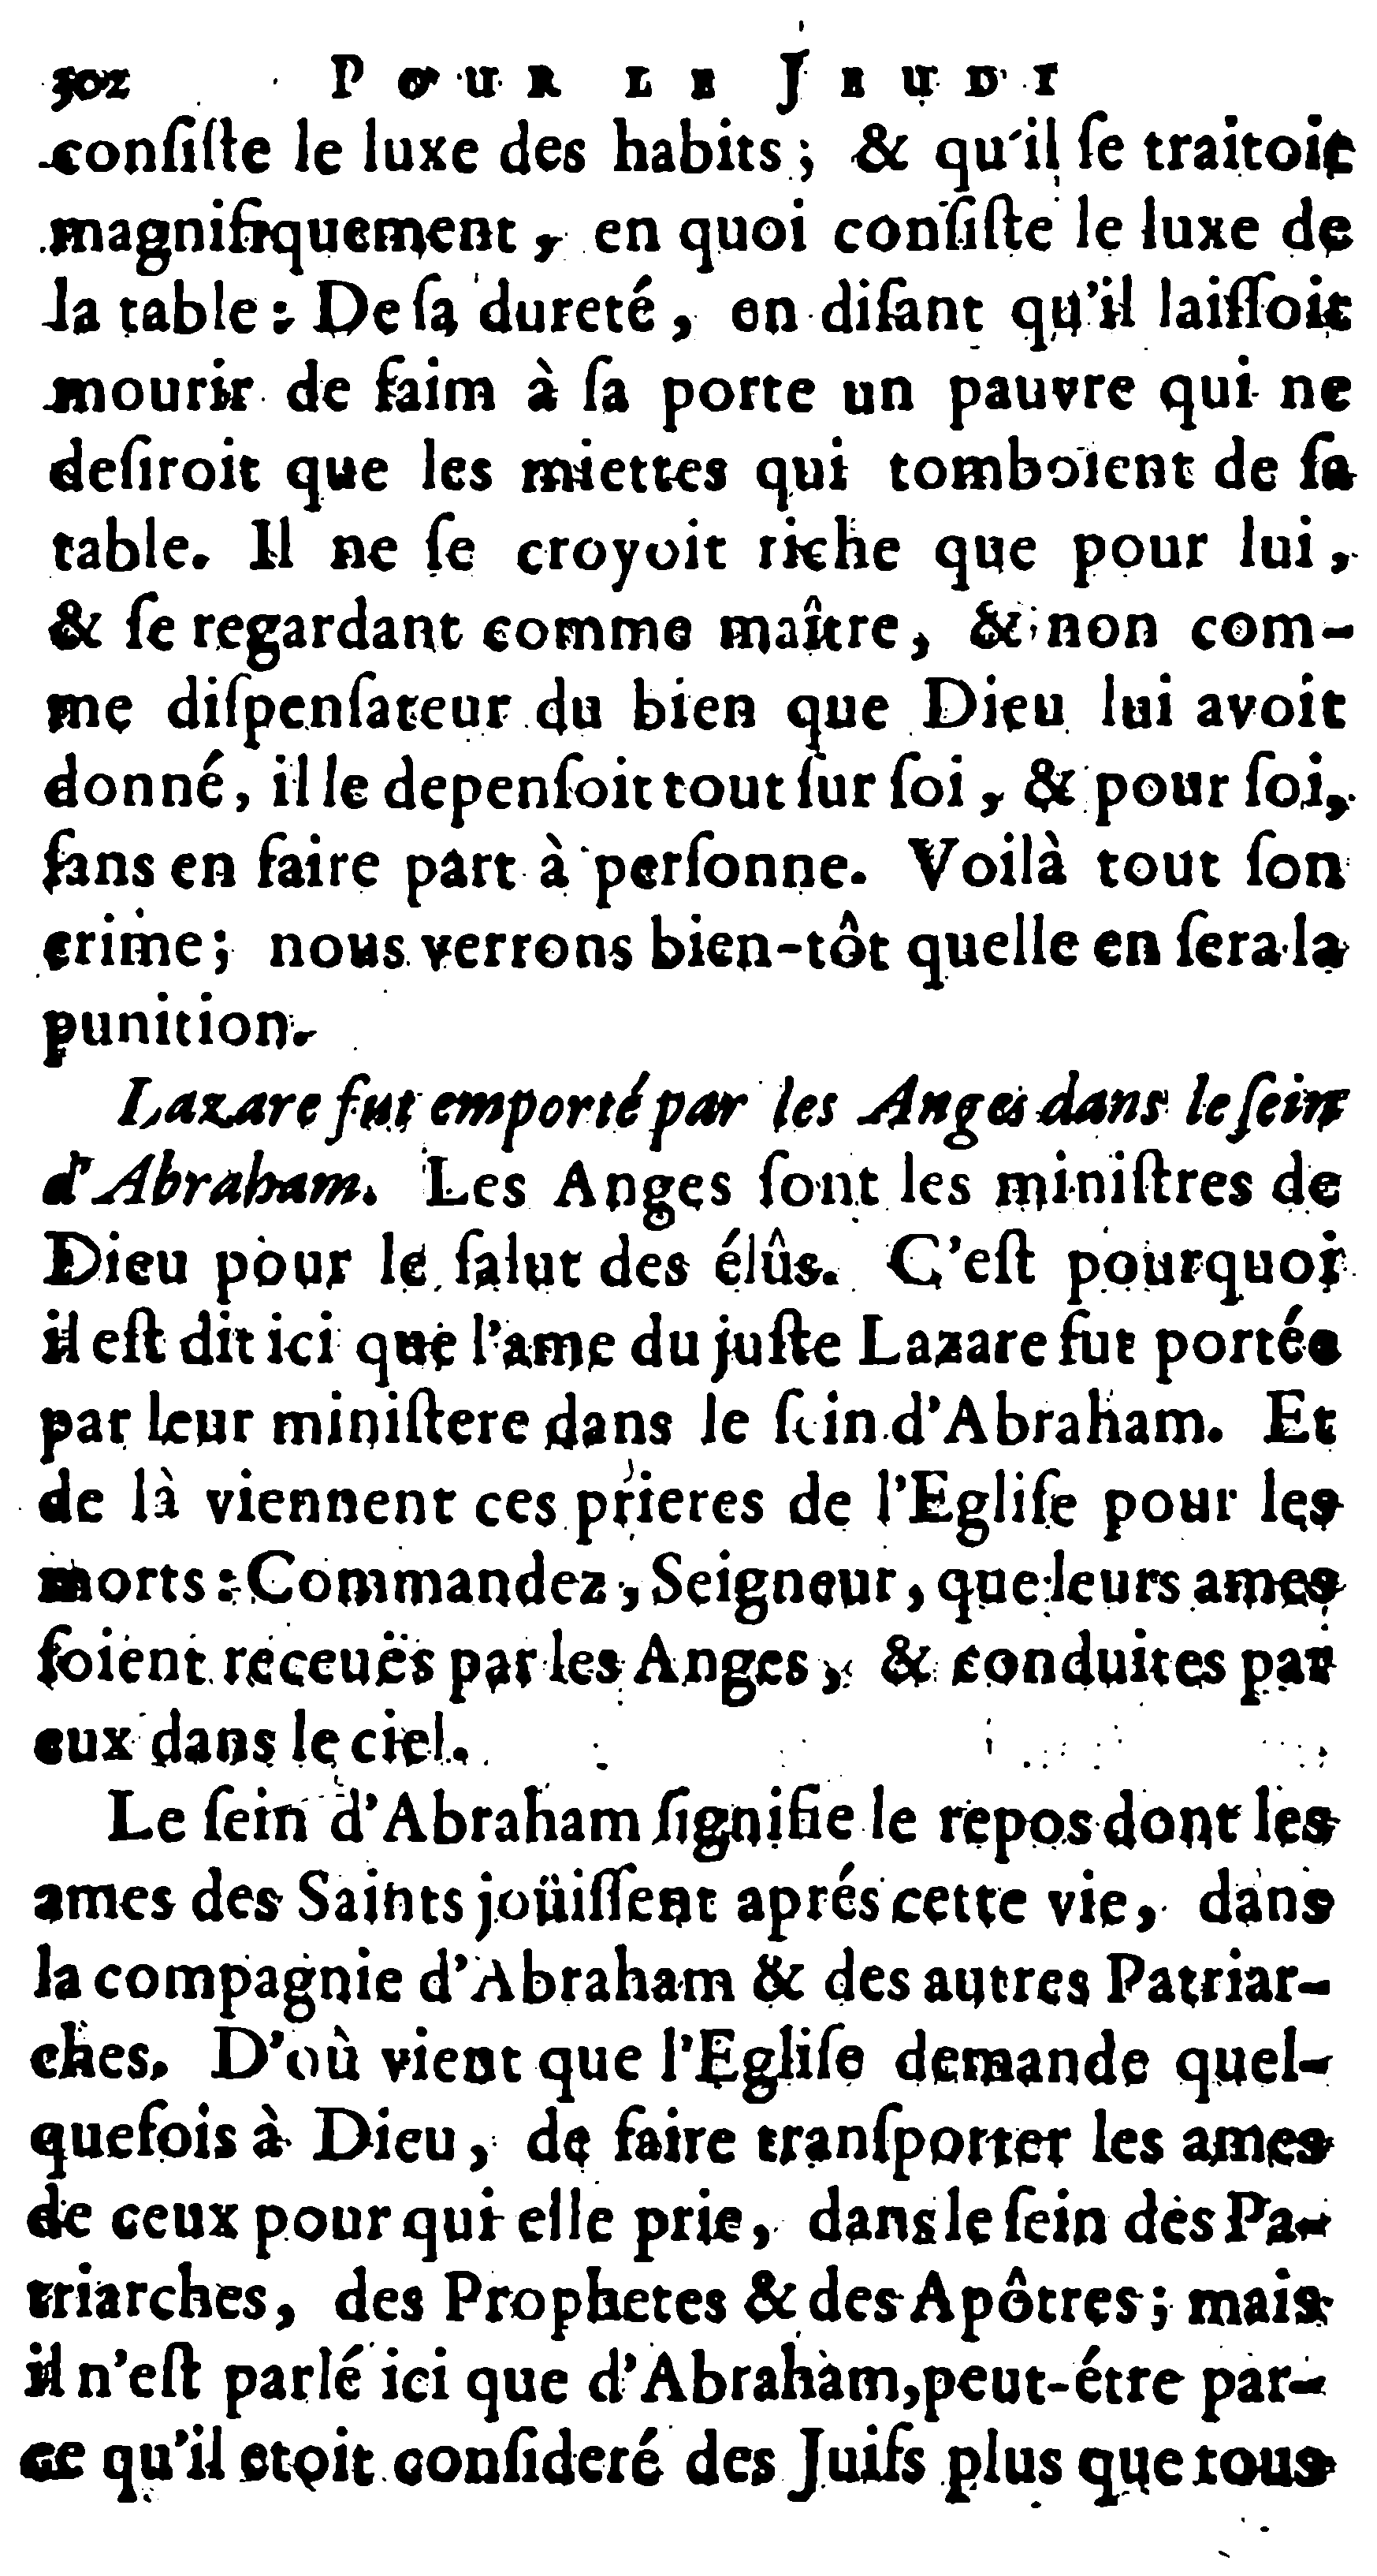 302 POUR LE JEUDI
conſiſte le luxe des habits ; & qu'il ſe traitoit
magnifiquement, en quoi conſiſte le luxe de
la table : De ſa dureté, en diſant qu'il laiſſoit
mourir de faim à ſa porte un pauvre qui ne
deſiroit que les miettes qui tomboient de ſa
table. Il ne ſe croyoit riche que pour lui,
& ſe regardant comme maître, & non com-
me diſpenſateur du bien que Dieu lui avoit
donné, il le depenſoit tout ſur ſoi, & pour ſoi,
ſans en faire part à perſonne. Voilà tout ſon
crime ; nous verrons bien-tôt quelle en ſera la
punition.
Lazare fut emporté par les Anges dans le ſein
d'Abraham. Les Anges ſont les miniſtres de
Dieu pour le ſalut des élûs. C'eſt pourquoi
il eſt dit ici que l'ame du juſte Lazare fut portée
par leur miniſtere dans le ſein d'Abraham. Et
de là viennent ces prieres de l'Egliſe pour les
morts : Commandez, Seigneur, que leurs ames
ſoient receuës par les Anges, & conduites par
eux dans le ciel.
Le ſein d'Abraham ſignifie le repos dont les
ames des Saints joüiſſent aprés cette vie, dans
la compagnie d'Abraham & des autres Patriar-
ches. D'où vient que l'Egliſe demande quel-
quefois à Dieu, de faire tranſporter les ames
de ceux pour qui elle prie, dans le ſein des Pa-
triarches, des Prophetes & des Apôtres ; mais
il n'eſt parlé ici que d'Abraham, peut-étre par-
ce qu'il etoit conſideré des Juifs plus que tous